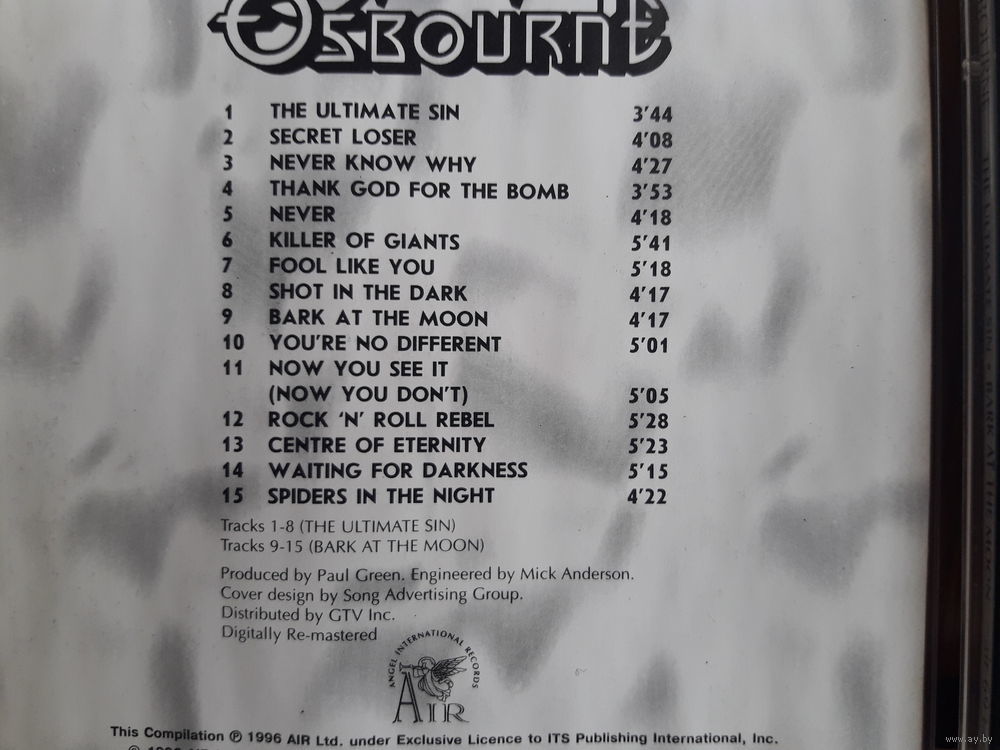 OSBOURNE
1 THE ULTIMATE SIN 3'44
2 SECRET LOSER 4'08
3 NEVER KNOW WHY 4'27
4 THANK GOD FOR THE BOMB 3'53
5 NEVER 4'18
6 KILLER OF GIANTS 5'41
7 FOOL LIKE YOU 5'18
8 SHOT IN THE DARK 4'17
9 BARK AT THE MOON 4'17
10 YOU'RE NO DIFFERENT 5'01
11 NOW YOU SEE IT
(NOW YOU DON'T) 5'05
12 ROCK 'N' ROLL REBEL 5'28
13 CENTRE OF ETERNITY 5'23
14 WAITING FOR DARKNESS 5'15
15 SPIDERS IN THE NIGHT 4'22
Tracks 1-8 (THE ULTIMATE SIN)
Tracks 9-15 (BARK AT THE MOON)
Produced by Paul Green. Engineered by Mick Anderson.
Cover design by Song Advertising Group.
Distributed by GTV Inc.
Digitally Re-mastered
ANGEL INTERNATIONAL RECORDS
AIR
This Compilation ℗ 1996 AIR Ltd. under Exclusive Licence to ITS Publishing International, Inc.
www.ay.by